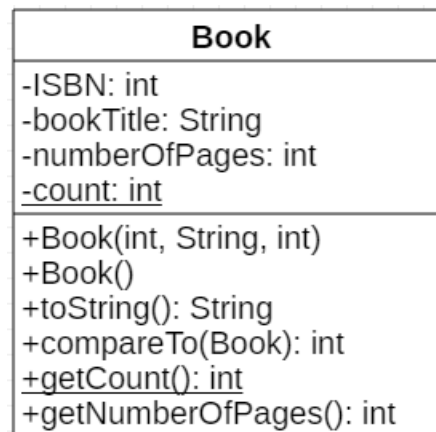 Book
-ISBN: int
-bookTitle: String
-numberOfPages: int
-count: int
+Book(int, String, int)
+Book()
+toString(): String
+compareTo(Book): int
+getCount(): int
+getNumberOfPages(): int